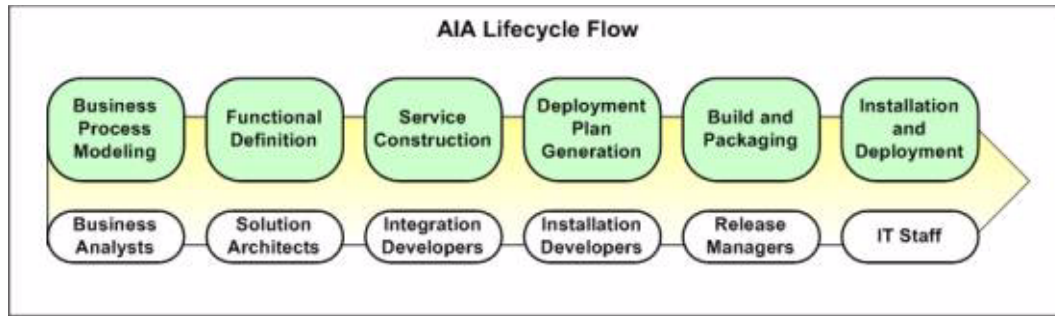 AIA Lifecycle Flow
Business
Process
Modeling
Functional
Definition
Service
Construction
Deployment
Plan
Generation
Build and
Packaging
Installation
and
Deployment
Business
Analysts
Solution
Architects
Integration
Developers
Installation
Developers
Release
Managers
IT Staff